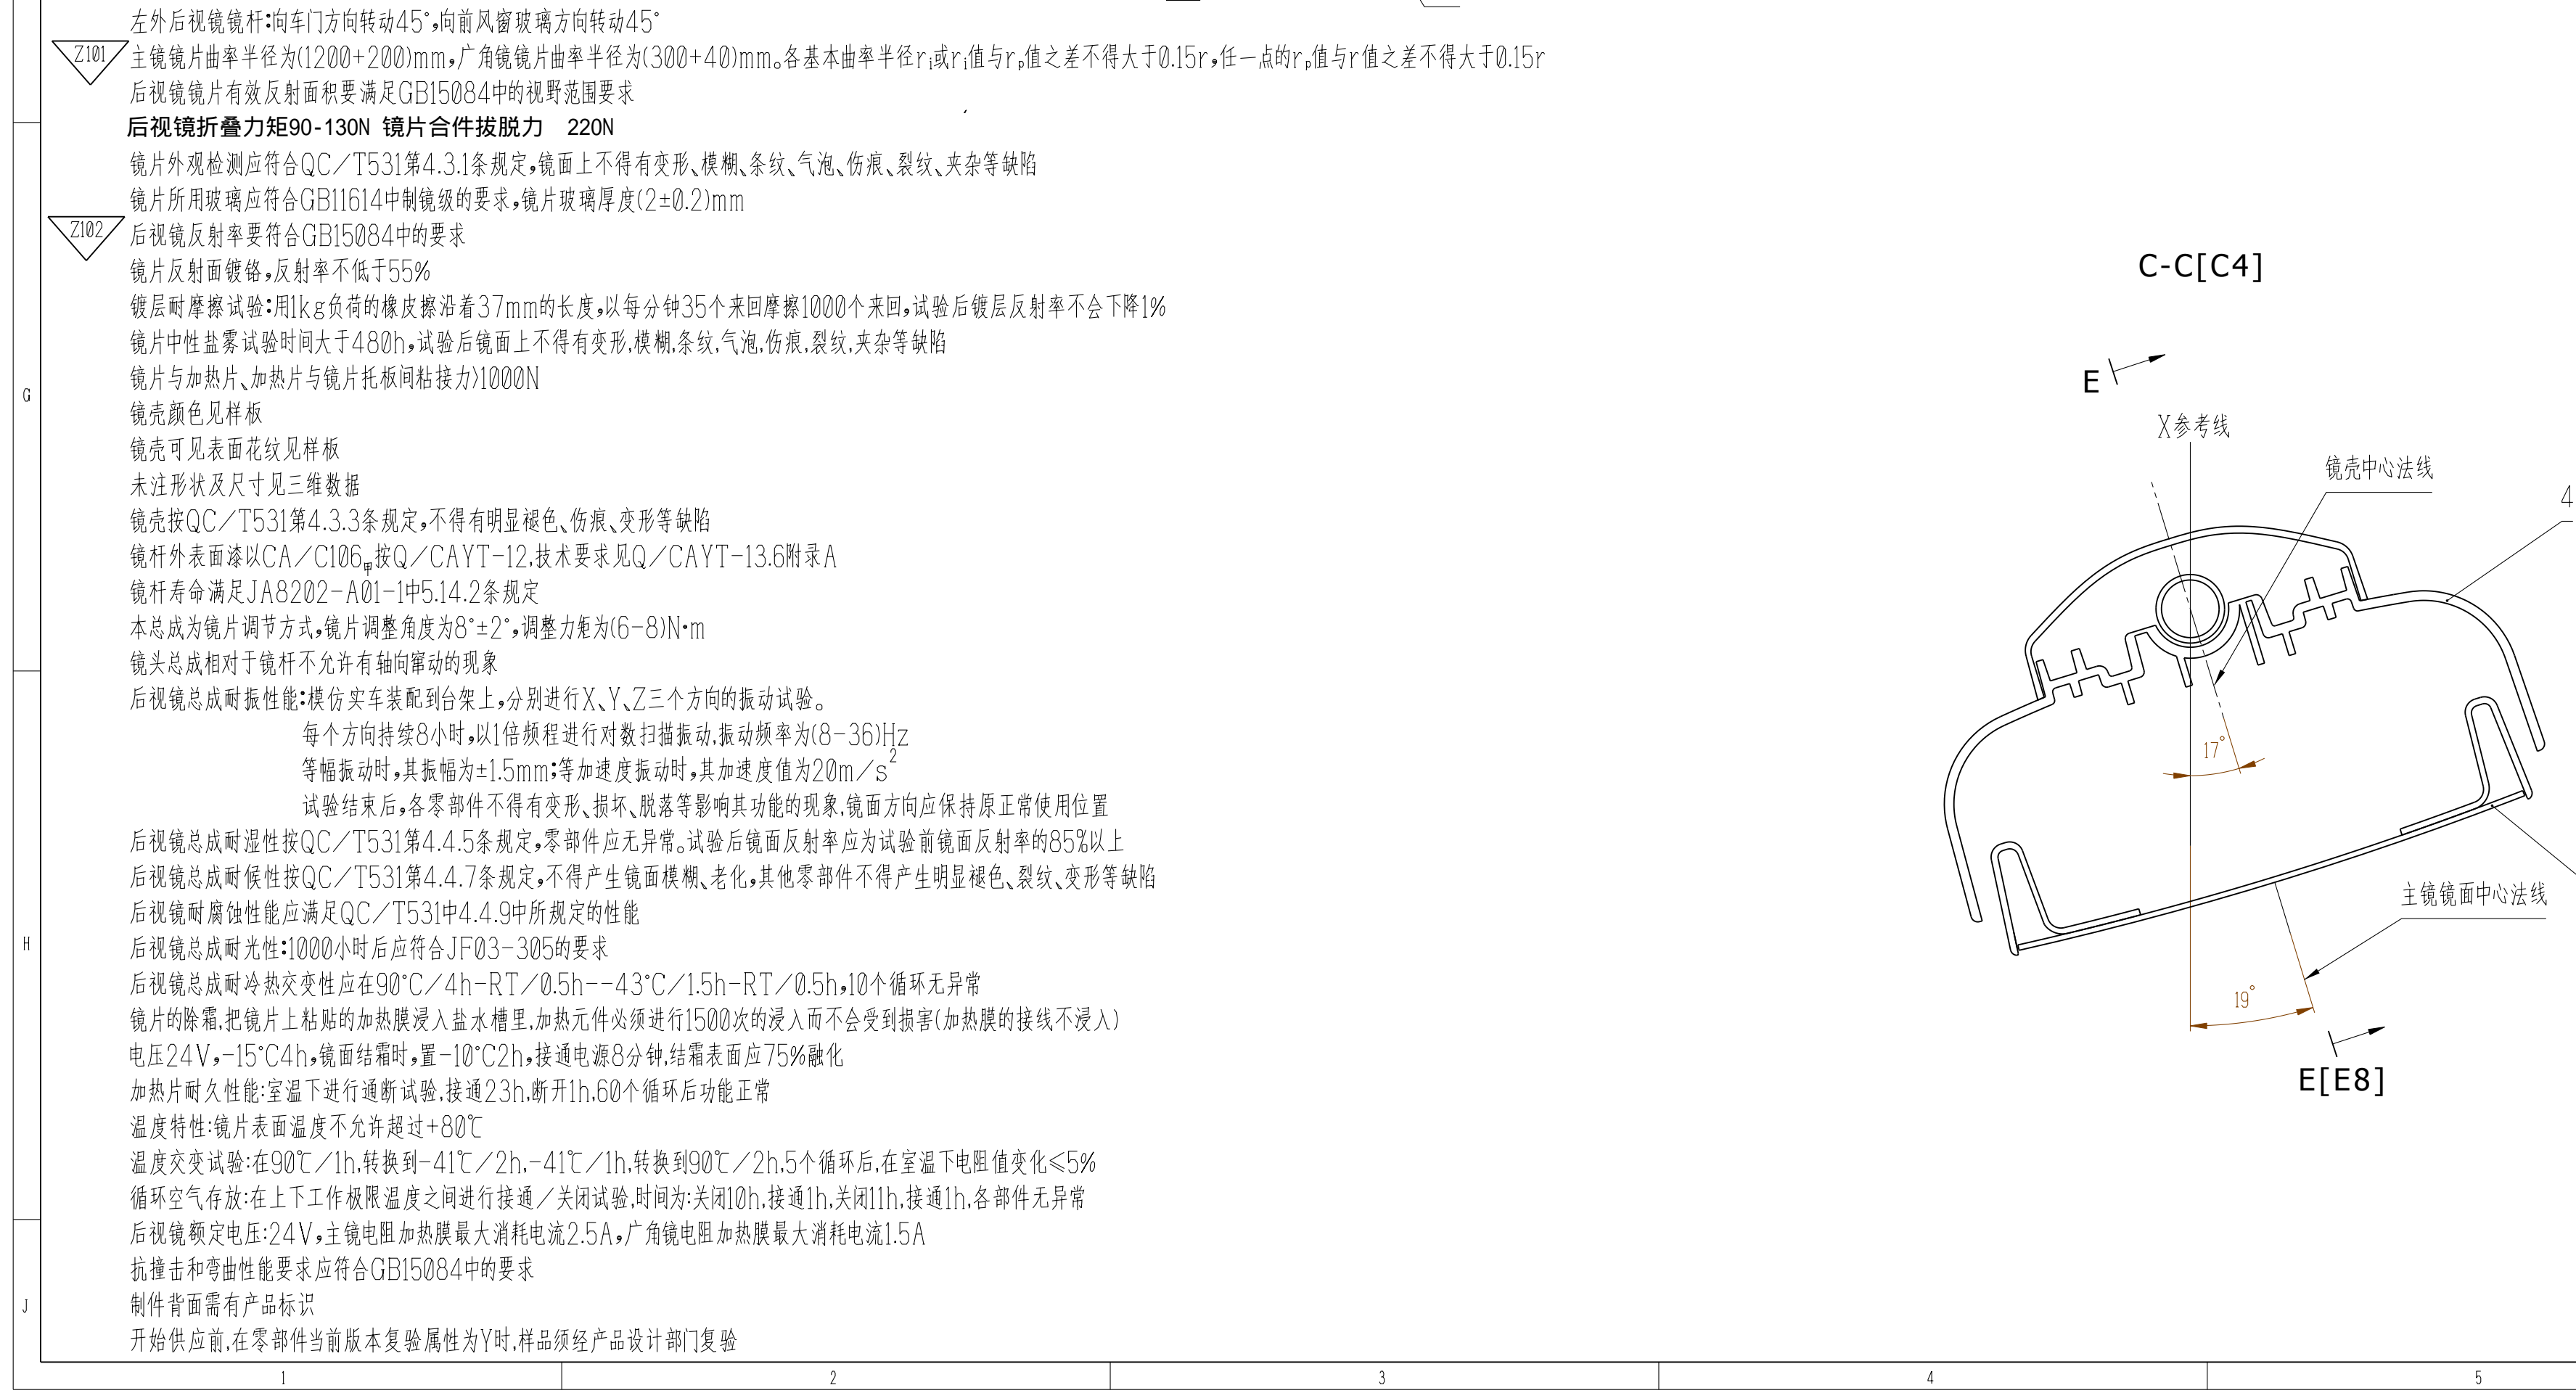 左外后视镜镜杆:向车门方向转动45°,向前风窗玻璃方向转动45°
Z101
主镜镜片曲率半径为(1200+200)mm,广角镜镜片曲率半径为(300+40)mm。各基本曲率半径ri或ri值与rp值之差不得大于0.15r,任一点的rp值与r值之差不得大于0.15r
后视镜镜片有效反射面积要满足GB15084中的视野范围要求
后视镜折叠力矩90-130N 镜片合件拔脱力 220N
镜片外观检测应符合QC/T531第4.3.1条规定,镜面上不得有变形、模糊、条纹、气泡、伤痕、裂纹、夹杂等缺陷
镜片所用玻璃应符合GB11614中制镜级的要求,镜片玻璃厚度(2±0.2)mm
Z102
后视镜反射率要符合GB15084中的要求
镜片反射面镀铬,反射率不低于55%
镀层耐摩擦试验:用1kg负荷的橡皮擦沿着37mm的长度,以每分钟35个来回摩擦1000个来回,试验后镀层反射率不会下降1%
镜片中性盐雾试验时间大于480h,试验后镜面上不得有变形,模糊,条纹,气泡,伤痕,裂纹,夹杂等缺陷
镜片与加热片、加热片与镜片托板间粘接力>1000N
镜壳颜色见样板
镜壳可见表面花纹见样板
未注形状及尺寸见三维数据
镜壳按QC/T531第4.3.3条规定,不得有明显褪色、伤痕、变形等缺陷
镜杆外表面漆以CA/C106甲按Q/CAYT-12,技术要求见Q/CAYT-13.6附录A
镜杆寿命满足JA8202-A01-1中5.14.2条规定
本总成为镜片调节方式,镜片调整角度为8°±2°,调整力矩为(6-8)N·m
镜头总成相对于镜杆不允许有轴向窜动的现象
后视镜总成耐振性能:模仿实车装配到台架上,分别进行X、Y、Z三个方向的振动试验。
每个方向持续8小时,以1倍频程进行对数扫描振动,振动频率为(8-36)Hz
等幅振动时,其振幅为±1.5mm;等加速度振动时,其加速度值为20m/s²
试验结束后,各零部件不得有变形、损坏、脱落等影响其功能的现象,镜面方向应保持原正常使用位置
后视镜总成耐湿性按QC/T531第4.4.5条规定,零部件应无异常。试验后镜面反射率应为试验前镜面反射率的85%以上
后视镜总成耐候性按QC/T531第4.4.7条规定,不得产生镜面模糊、老化,其他零部件不得产生明显褪色、裂纹、变形等缺陷
后视镜耐腐蚀性能应满足QC/T531中4.4.9中所规定的性能
后视镜总成耐光性:1000小时后应符合JF03-305的要求
后视镜总成耐冷热交变性应在90°C/4h-RT/0.5h--43°C/1.5h-RT/0.5h,10个循环无异常
镜片的除霜,把镜片上粘贴的加热膜浸入盐水槽里,加热元件必须进行1500次的浸入而不会受到损害(加热膜的接线不浸入)
电压24V,-15°C4h,镜面结霜时,置-10°C2h,接通电源8分钟,结霜表面应75%融化
加热片耐久性能:室温下进行通断试验,接通23h,断开1h,60个循环后功能正常
温度特性:镜片表面温度不允许超过+80℃
温度交变试验:在90℃/1h,转换到-41℃/2h,-41℃/1h,转换到90℃/2h,5个循环后,在室温下电阻值变化≤5%
循环空气存放:在上下工作极限温度之间进行接通/关闭试验,时间为:关闭10h,接通1h,关闭11h,接通1h,各部件无异常
后视镜额定电压:24V,主镜电阻加热膜最大消耗电流2.5A,广角镜电阻加热膜最大消耗电流1.5A
抗撞击和弯曲性能要求应符合GB15084中的要求
制件背面需有产品标识
开始供应前,在零部件当前版本复验属性为Y时,样品须经产品设计部门复验
C-C[C4]
E
X参考线
镜壳中心法线
4
17°
主镜镜面中心法线
19°
E[E8]
G
H
J
1
2
3
4
5